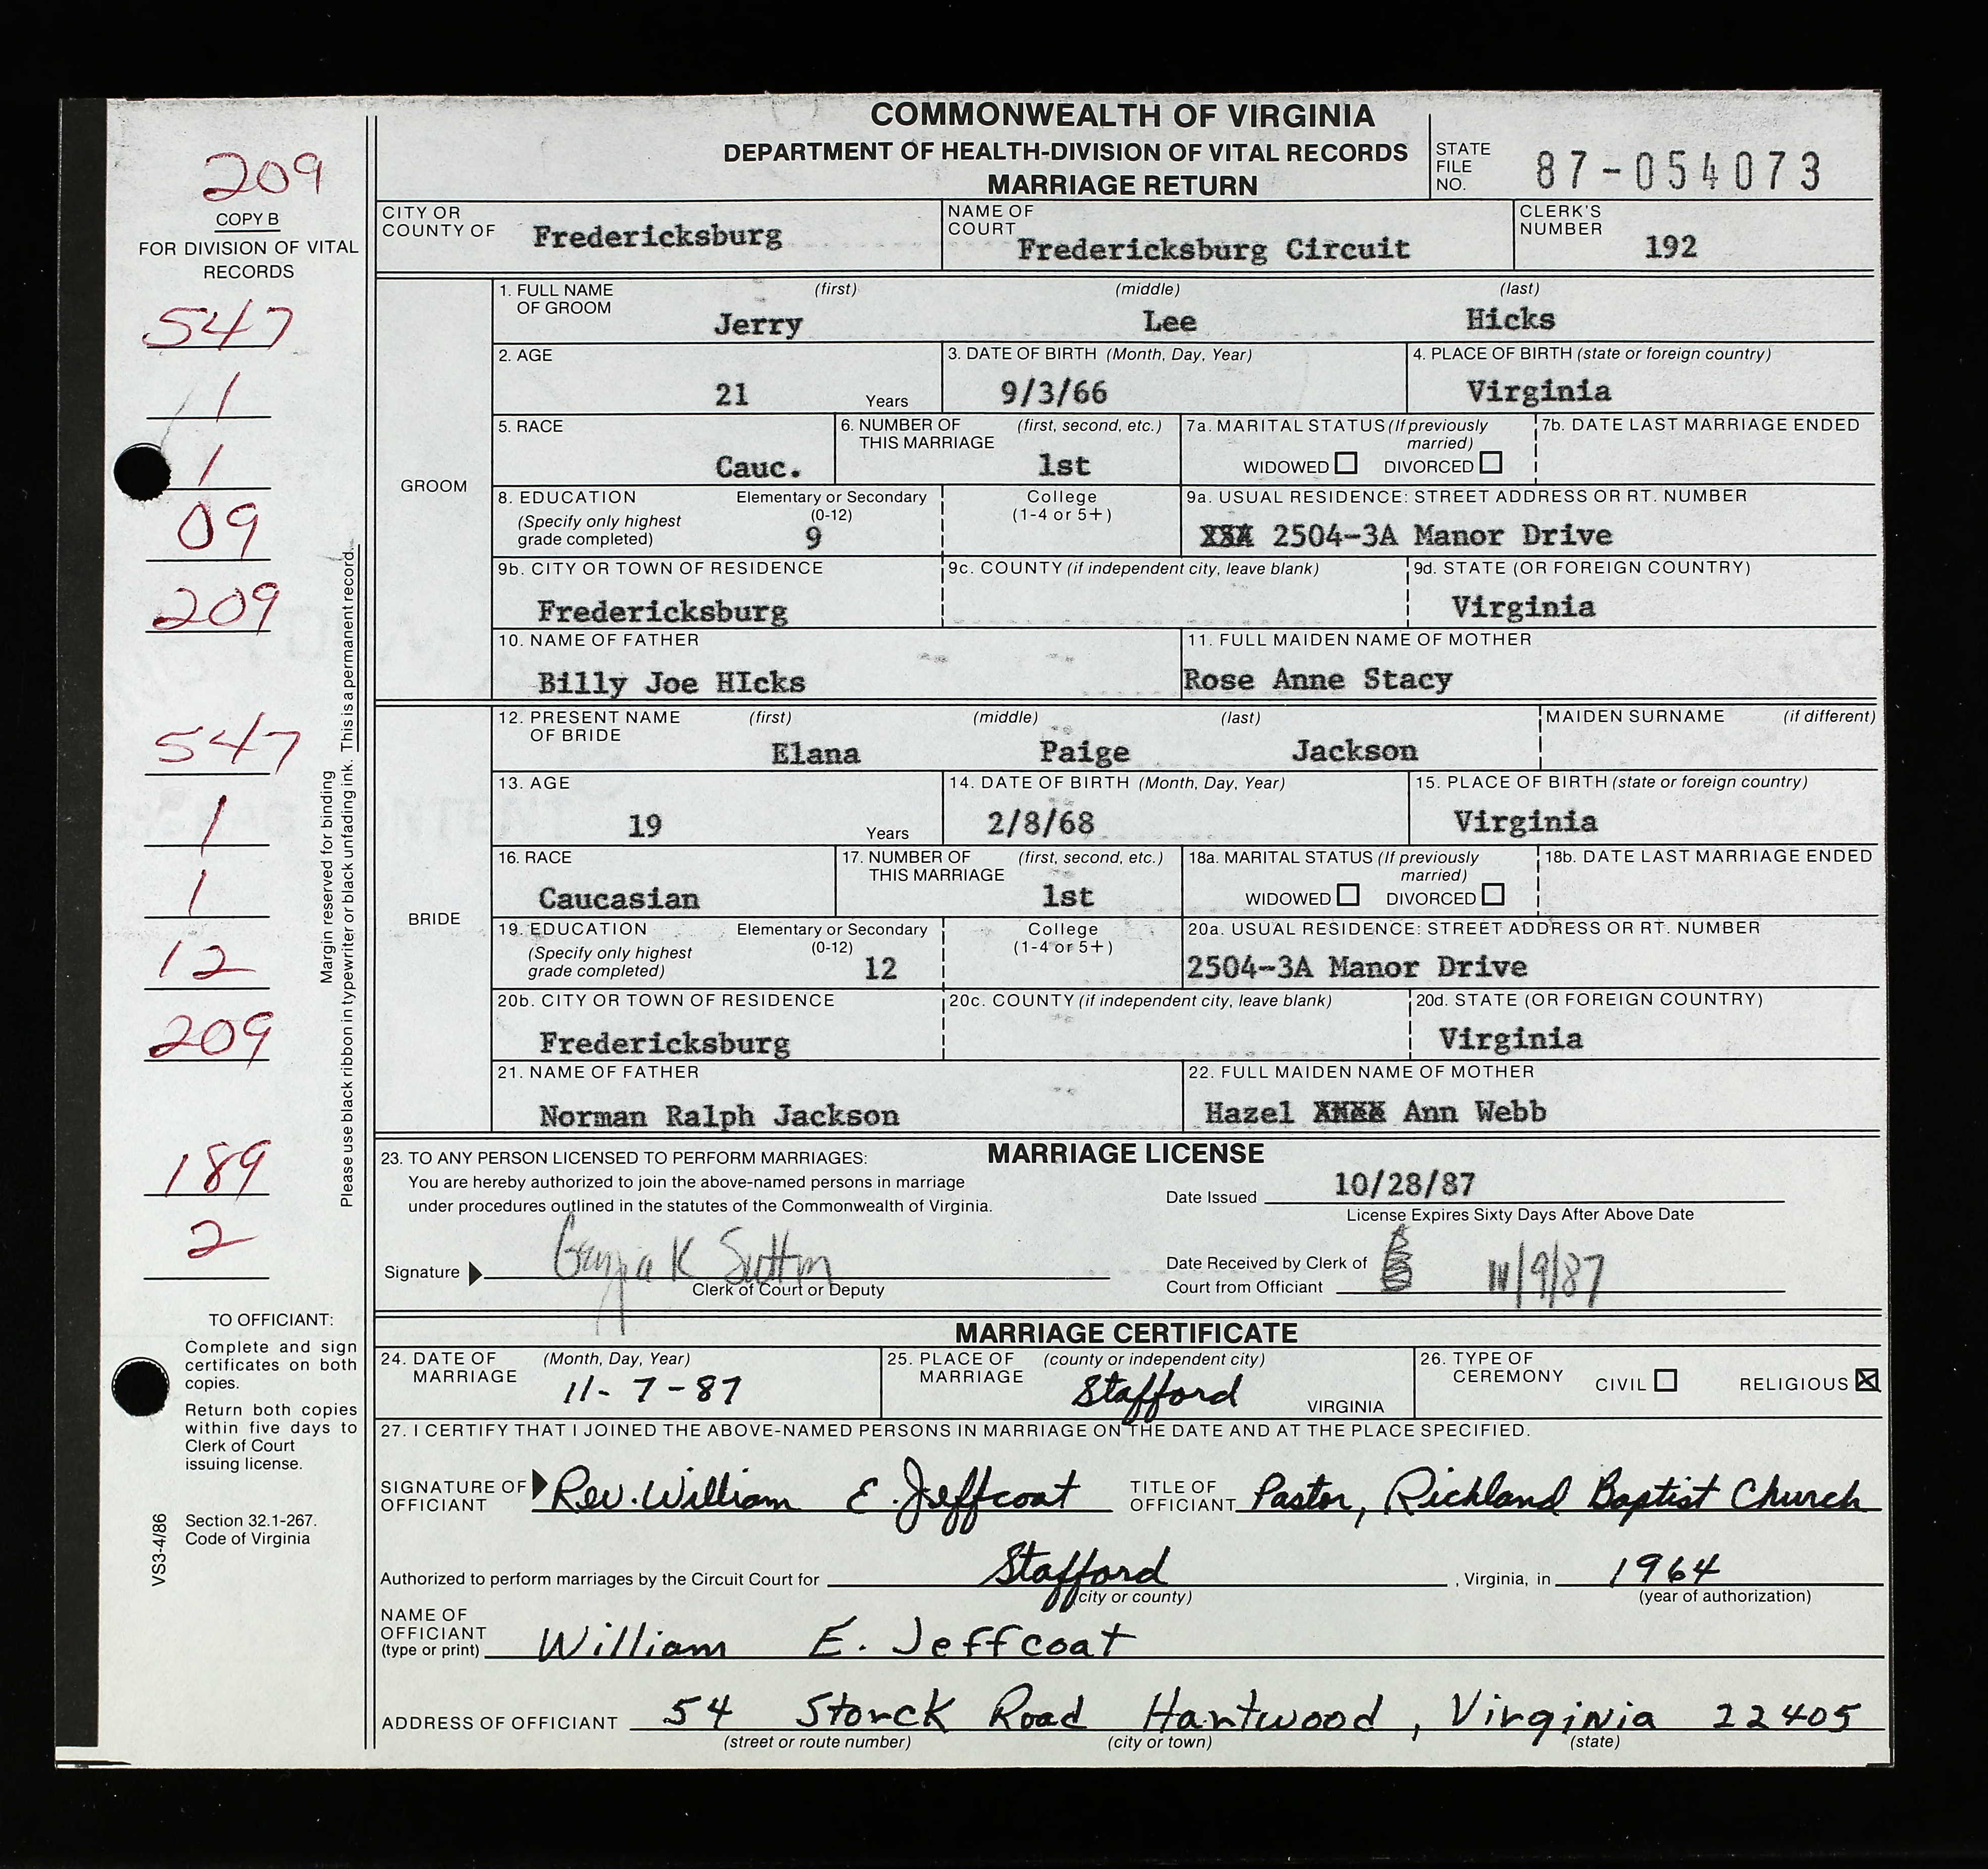 COMMONWEALTH OF VIRGINIA
DEPARTMENT OF HEALTH-DIVISION OF VITAL RECORDS
MARRIAGE RETURN
STATE FILE NO. 87-054073
209
COPY B
FOR DIVISION OF VITAL RECORDS
547
1
1
09
209
547
1
1
12
209
189
2
Margin reserved for binding
Please use black ribbon in typewriter or black unfading ink. This is a permanent record.
TO OFFICIANT:
Complete and sign
certificates on both
copies.
Return both copies
within five days to
Clerk of Court
issuing license.
Section 32.1-267.
Code of Virginia
VS3-4/86
CITY OR COUNTY OF Fredericksburg
NAME OF COURT Fredericksburg Circuit
CLERK'S NUMBER 192
GROOM
1. FULL NAME OF GROOM (first) (middle) (last)
Jerry Lee Hicks
2. AGE 21 Years
3. DATE OF BIRTH (Month, Day, Year) 9/3/66
4. PLACE OF BIRTH (state or foreign country) Virginia
5. RACE Cauc.
6. NUMBER OF THIS MARRIAGE (first, second, etc.) 1st
7a. MARITAL STATUS (If previously married) WIDOWED DIVORCED
7b. DATE LAST MARRIAGE ENDED
8. EDUCATION (Specify only highest grade completed) Elementary or Secondary (0-12) 9
College (1-4 or 5+)
9a. USUAL RESIDENCE: STREET ADDRESS OR RT. NUMBER
2504-3A Manor Drive
9b. CITY OR TOWN OF RESIDENCE Fredericksburg
9c. COUNTY (if independent city, leave blank)
9d. STATE (OR FOREIGN COUNTRY) Virginia
10. NAME OF FATHER Billy Joe HIcks
11. FULL MAIDEN NAME OF MOTHER Rose Anne Stacy
BRIDE
12. PRESENT NAME OF BRIDE (first) (middle) (last)
Elana Paige Jackson
MAIDEN SURNAME (if different)
13. AGE 19 Years
14. DATE OF BIRTH (Month, Day, Year) 2/8/68
15. PLACE OF BIRTH (state or foreign country) Virginia
16. RACE Caucasian
17. NUMBER OF THIS MARRIAGE (first, second, etc.) 1st
18a. MARITAL STATUS (If previously married) WIDOWED DIVORCED
18b. DATE LAST MARRIAGE ENDED
19. EDUCATION (Specify only highest grade completed) Elementary or Secondary (0-12) 12
College (1-4 or 5+)
20a. USUAL RESIDENCE: STREET ADDRESS OR RT. NUMBER
2504-3A Manor Drive
20b. CITY OR TOWN OF RESIDENCE Fredericksburg
20c. COUNTY (if independent city, leave blank)
20d. STATE (OR FOREIGN COUNTRY) Virginia
21. NAME OF FATHER Norman Ralph Jackson
22. FULL MAIDEN NAME OF MOTHER Hazel Ann Webb
MARRIAGE LICENSE
23. TO ANY PERSON LICENSED TO PERFORM MARRIAGES:
You are hereby authorized to join the above-named persons in marriage
under procedures outlined in the statutes of the Commonwealth of Virginia.
Date Issued 10/28/87
License Expires Sixty Days After Above Date
Signature K Sutton
Clerk of Court or Deputy
Date Received by Clerk of Court from Officiant 11/9/87
MARRIAGE CERTIFICATE
24. DATE OF MARRIAGE (Month, Day, Year) 11-7-87
25. PLACE OF MARRIAGE (county or independent city) Stafford VIRGINIA
26. TYPE OF CEREMONY CIVIL RELIGIOUS
27. I CERTIFY THAT I JOINED THE ABOVE-NAMED PERSONS IN MARRIAGE ON THE DATE AND AT THE PLACE SPECIFIED.
SIGNATURE OF OFFICIANT Rev. William E. Jeffcoat
TITLE OF OFFICIANT Pastor, Richland Baptist Church
Authorized to perform marriages by the Circuit Court for Stafford, Virginia, in 1964
(city or county) (year of authorization)
NAME OF OFFICIANT (type or print) William E. Jeffcoat
ADDRESS OF OFFICIANT 54 Storck Road Hartwood, Virginia 22405
(street or route number) (city or town) (state)